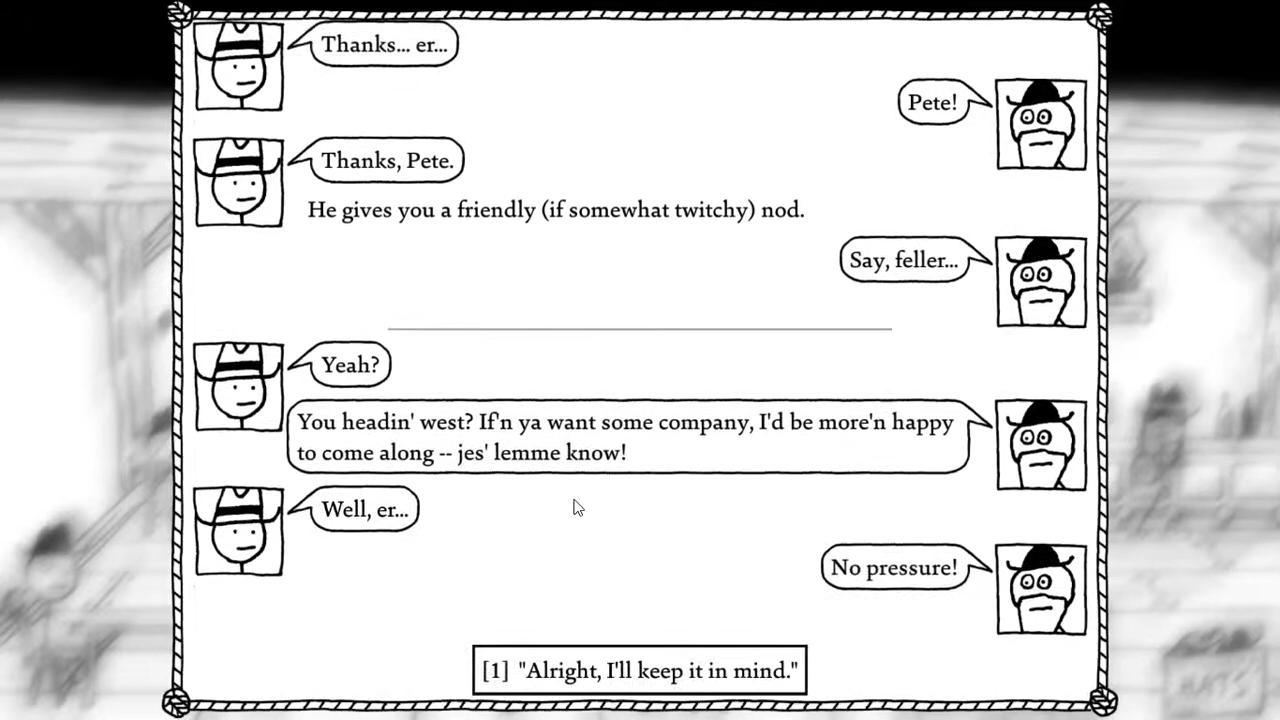 Thanks... er...
Pete!
Thanks, Pete.
He gives you a friendly (if somewhat twitchy) nod.
Say, feller...
Yeah?
You headin' west? If'n ya want some company, I'd be more'n happy
to come along -- jes' lemme know!
Well, er...
No pressure!
[1] "Alright, I'll keep it in mind."
HATS